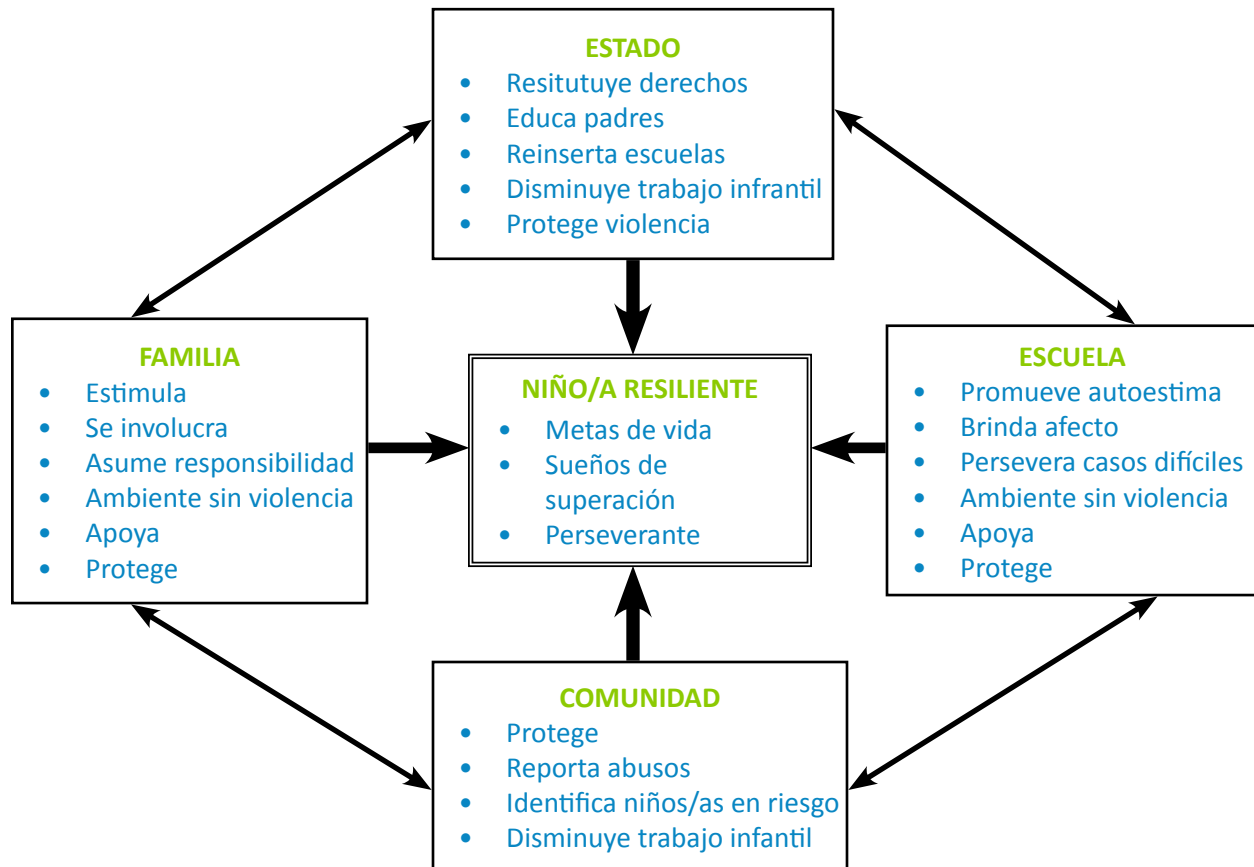 ESTADO
• Resitutuye derechos
• Educa padres
• Reinserta escuelas
• Disminuye trabajo infrantil
• Protege violencia
FAMILIA
• Estimula
• Se involucra
• Asume responsibilidad
• Ambiente sin violencia
• Apoya
• Protege
NIÑO/A RESILIENTE
• Metas de vida
• Sueños de
superación
• Perseverante
ESCUELA
• Promueve autoestima
• Brinda afecto
• Persevera casos difíciles
• Ambiente sin violencia
• Apoya
• Protege
COMUNIDAD
• Protege
• Reporta abusos
• Identifica niños/as en riesgo
• Disminuye trabajo infantil